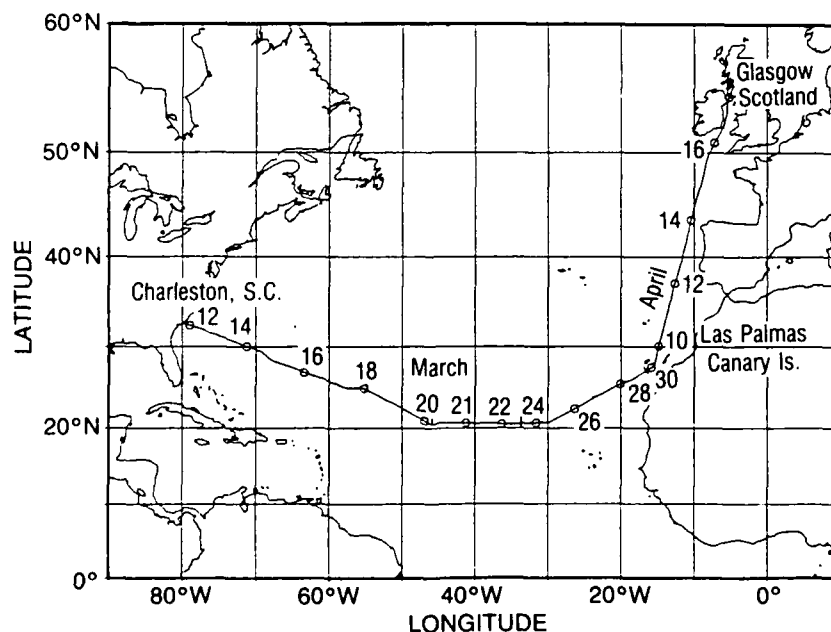 60°N
Glasgow
Scotland
16
50°N
14
40°N
April
12
Charleston, S.C.
12
14
10
Las Palmas
Canary Is.
16
18
March
30
28
20
21
22
24
26
20°N
0°
80°W
60°W
40°W
20°W
0°
LATITUDE
LONGITUDE